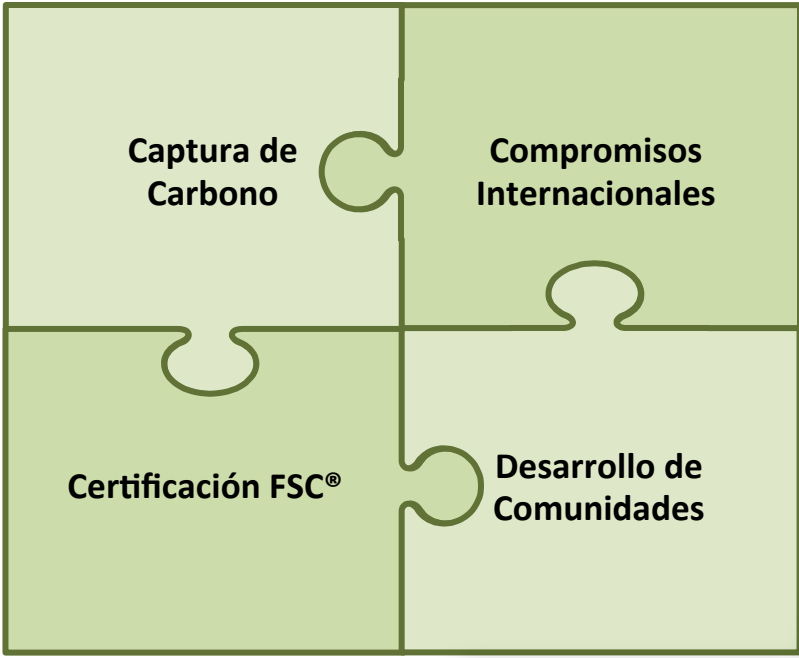 Captura de
Carbono
Compromisos
Internacionales
Certificación FSC®
Desarrollo de
Comunidades